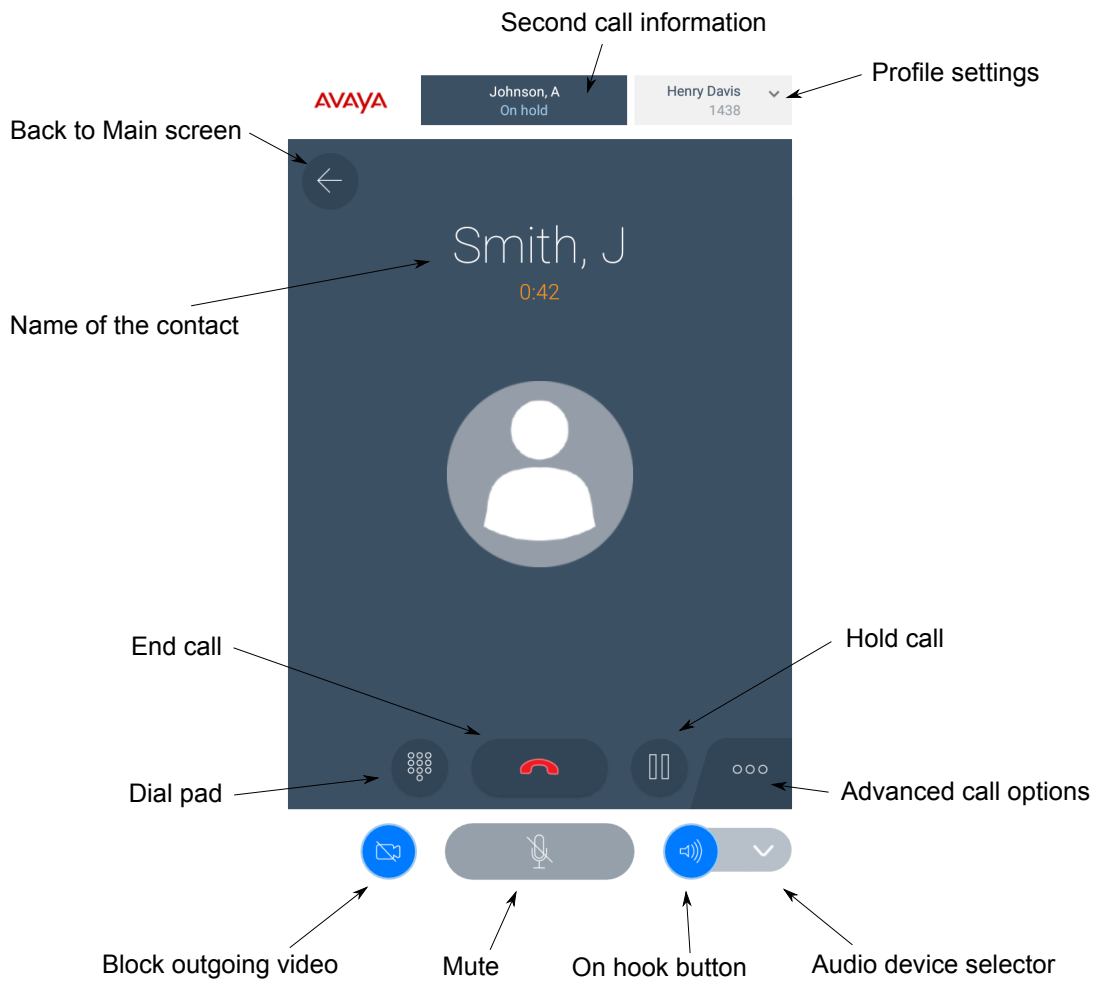 Second call information
AVAYA
Johnson, A
On hold
Henry Davis
1438
Profile settings
Back to Main screen
Smith, J
0:42
Name of the contact
End call
Hold call
Dial pad
Advanced call options
Block outgoing video
Mute
On hook button
Audio device selector